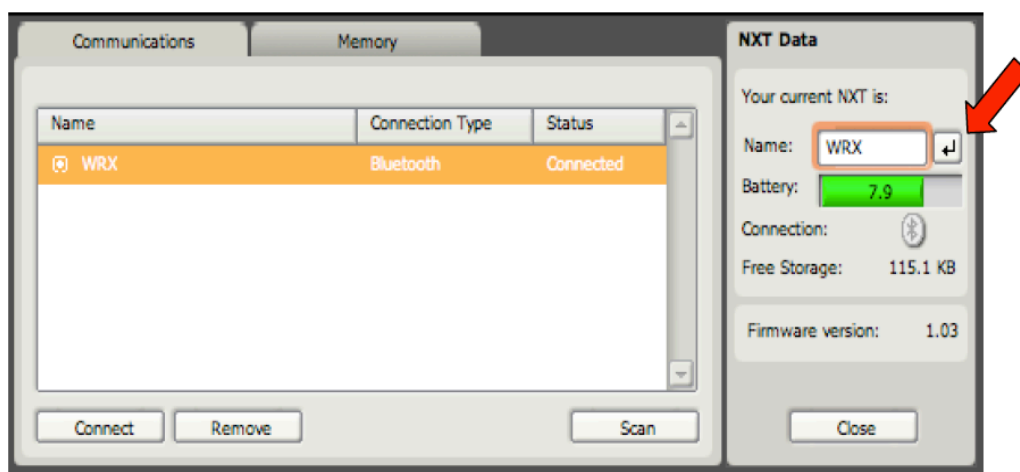 Communications
Memory
Name Connection Type Status
WRX Bluetooth Connected
Connect Remove Scan
NXT Data
Your current NXT is:
Name: WRX
Battery: 7.9
Connection:
Free Storage: 115.1 KB
Firmware version: 1.03
Close